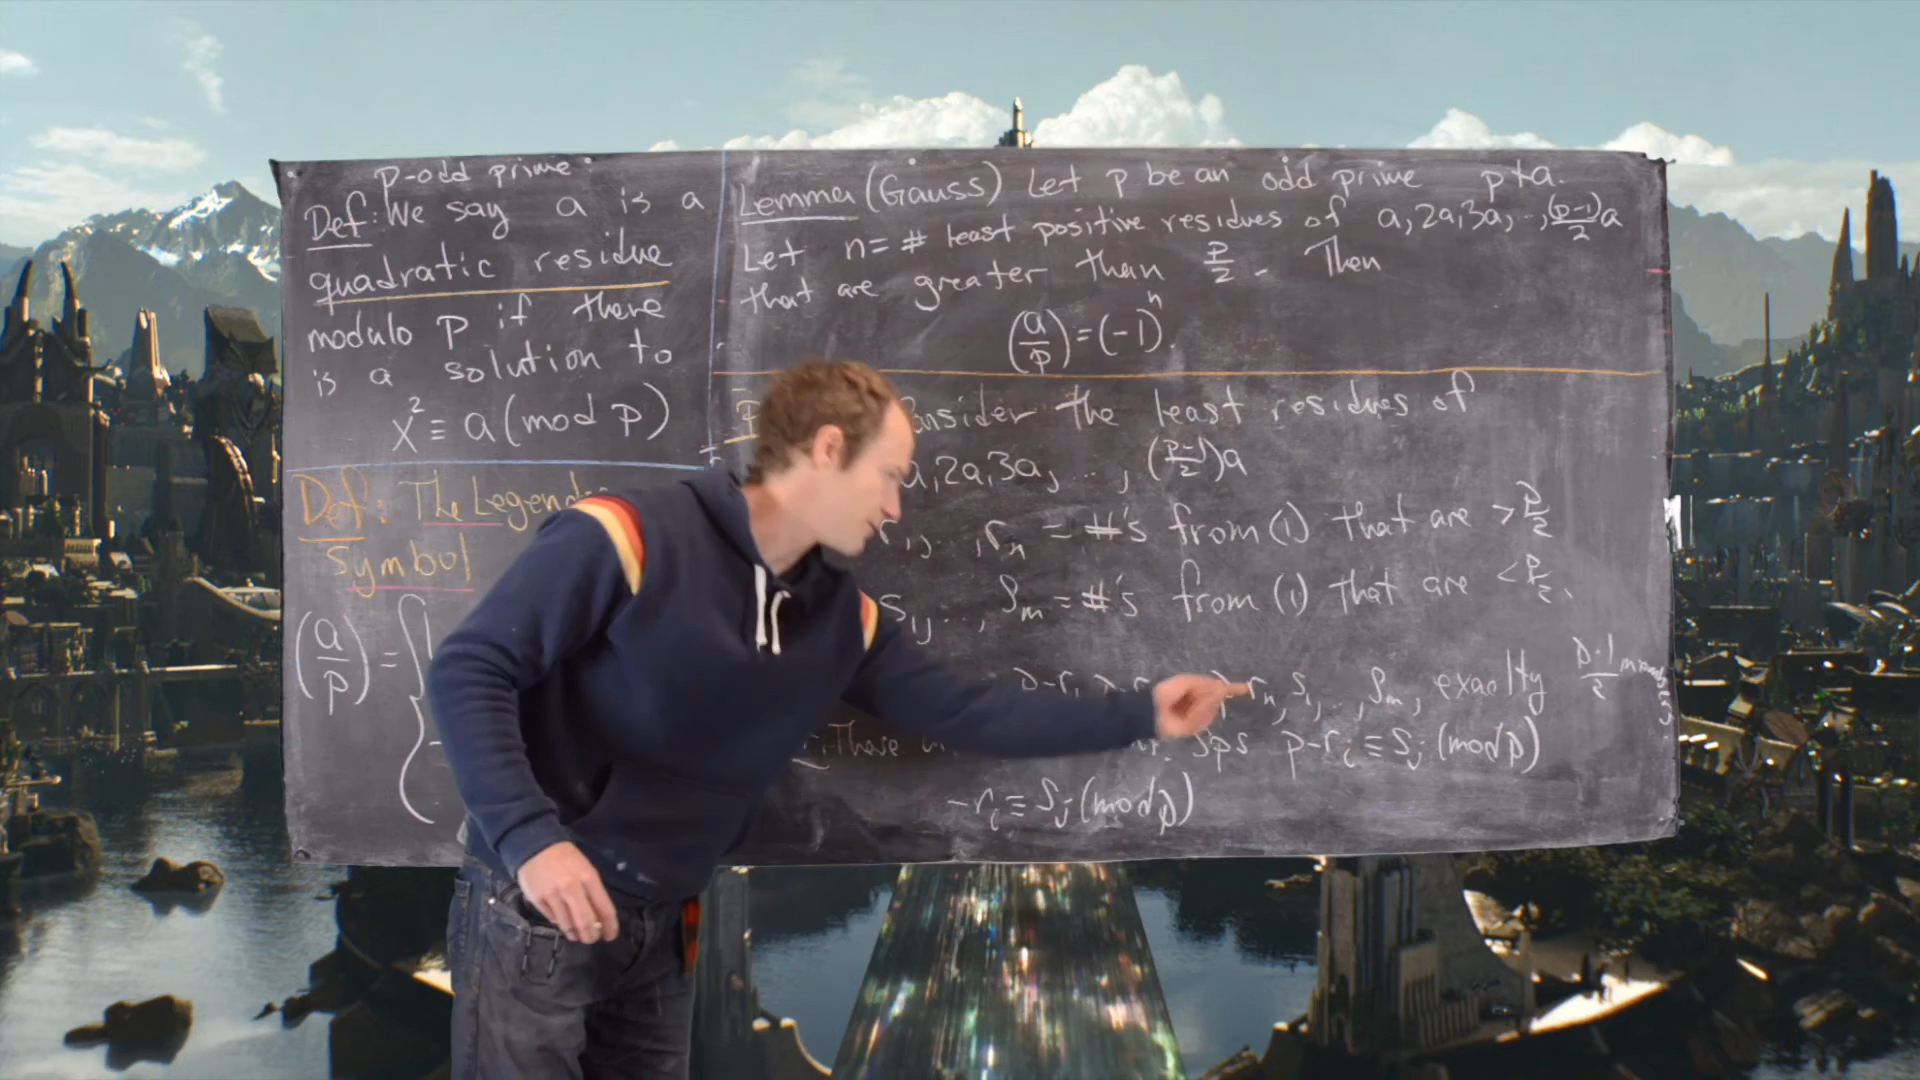 p-odd prime
Def: We say a is a
quadratic residue
modulo p if there
is a solution to
x² ≡ a (mod p)
Def: The Legend
Symbol
(a/p) = {
Lemma (Gauss) Let p be an odd prime p∤a.
Let n = # least positive residues of a, 2a, 3a, .., (p-1)/2 a
that are greater than p/2. Then
(a/p) = (-1)ⁿ.
the least residues of
a, 2a, 3a, .., (p-1)/2)a
r₁, .., rₙ = #'s from (1) that are > p/2
s₁, .., sₘ = #'s from (1) that are < p/2.
p-r₁, rₙ, s₁, .., sₘ, exaclty p-1/2 numbers
These Sps p-rᵢ ≡ sⱼ (mod p)
-rᵢ ≡ sⱼ (mod p)